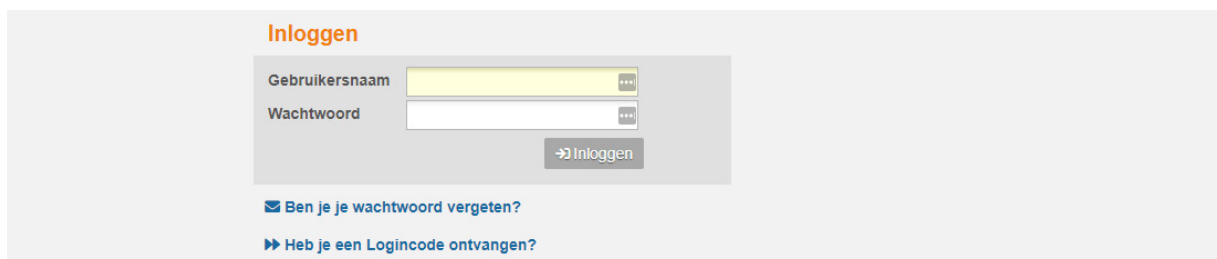 Inloggen
Gebruikersnaam
Wachtwoord
Inloggen
Ben je je wachtwoord vergeten?
Heb je een Logincode ontvangen?